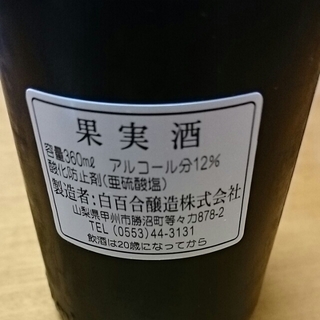 果実酒
容量360ml アルコール分12%
酸化防止剤(亜硫酸塩)
製造者:白百合醸造株式会社
山梨県甲州市勝沼町等々力878-2
TEL (0553)44-3131
飲酒は20歳になってから